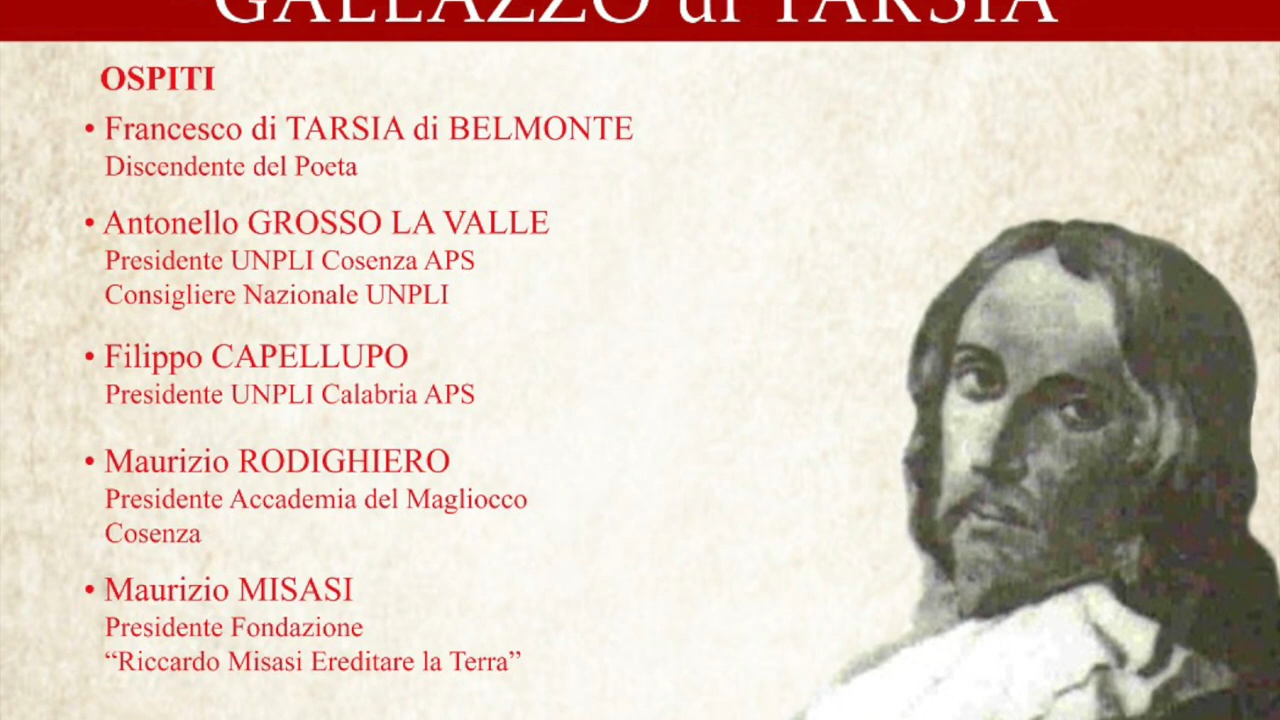 GALLAZZO di TARSIA
OSPITI
• Francesco di TARSIA di BELMONTE
Discendente del Poeta
• Antonello GROSSO LA VALLE
Presidente UNPLI Cosenza APS
Consigliere Nazionale UNPLI
• Filippo CAPELLUPO
Presidente UNPLI Calabria APS
• Maurizio RODIGHIERO
Presidente Accademia del Magliocco
Cosenza
• Maurizio MISASI
Presidente Fondazione
“Riccardo Misasi Ereditare la Terra”